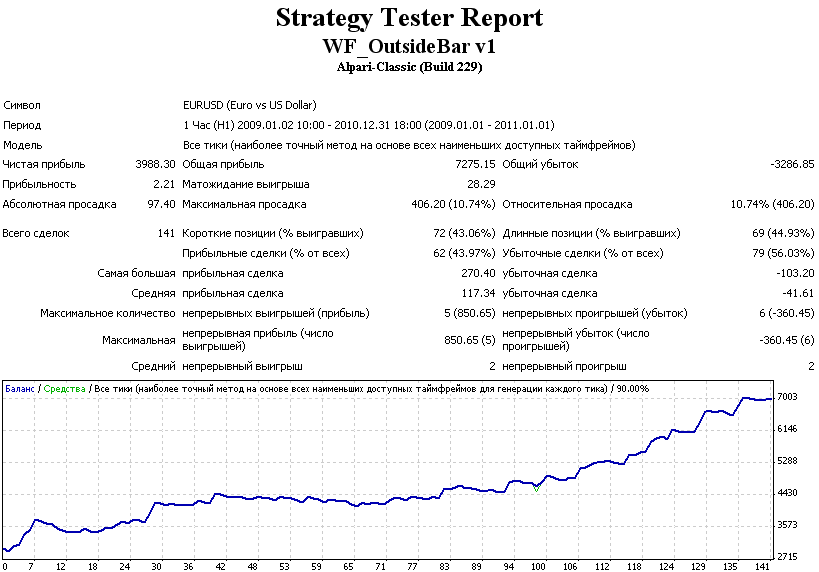 Strategy Tester Report
WF_OutsideBar v1
Alpari-Classic (Build 229)
Символ EURUSD (Euro vs US Dollar)
Период 1 Час (H1) 2009.01.02 10:00 - 2010.12.31 18:00 (2009.01.01 - 2011.01.01)
Модель Все тики (наиболее точный метод на основе всех наименьших доступных таймфреймов)
Чистая прибыль 3988.30 Общая прибыль 7275.15 Общий убыток -3286.85
Прибыльность 2.21 Матожидание выигрыша 28.29
Абсолютная просадка 97.40 Максимальная просадка 406.20 (10.74%) Относительная просадка 10.74% (406.20)
Всего сделок 141 Короткие позиции (% выигравших) 72 (43.06%) Длинные позиции (% выигравших) 69 (44.93%)
Прибыльные сделки (% от всех) 62 (43.97%) Убыточные сделки (% от всех) 79 (56.03%)
Самая большая прибыльная сделка 270.40 убыточная сделка -103.20
Средняя прибыльная сделка 117.34 убыточная сделка -41.61
Максимальное количество непрерывных выигрышей (прибыль) 5 (850.65) непрерывных проигрышей (убыток) 6 (-360.45)
Максимальная непрерывная прибыль (число выигрышей) 850.65 (5) непрерывный убыток (число проигрышей) -360.45 (6)
Средний непрерывный выигрыш 2 непрерывный проигрыш 2
Баланс / Средства / Все тики (наиболее точный метод на основе всех наименьших доступных таймфреймов для генерации каждого тика) / 90.00%
7003
6146
5288
4430
3573
2715
0 7 12 18 24 30 36 42 47 53 59 65 71 77 83 89 94 100 106 112 118 124 129 135 141